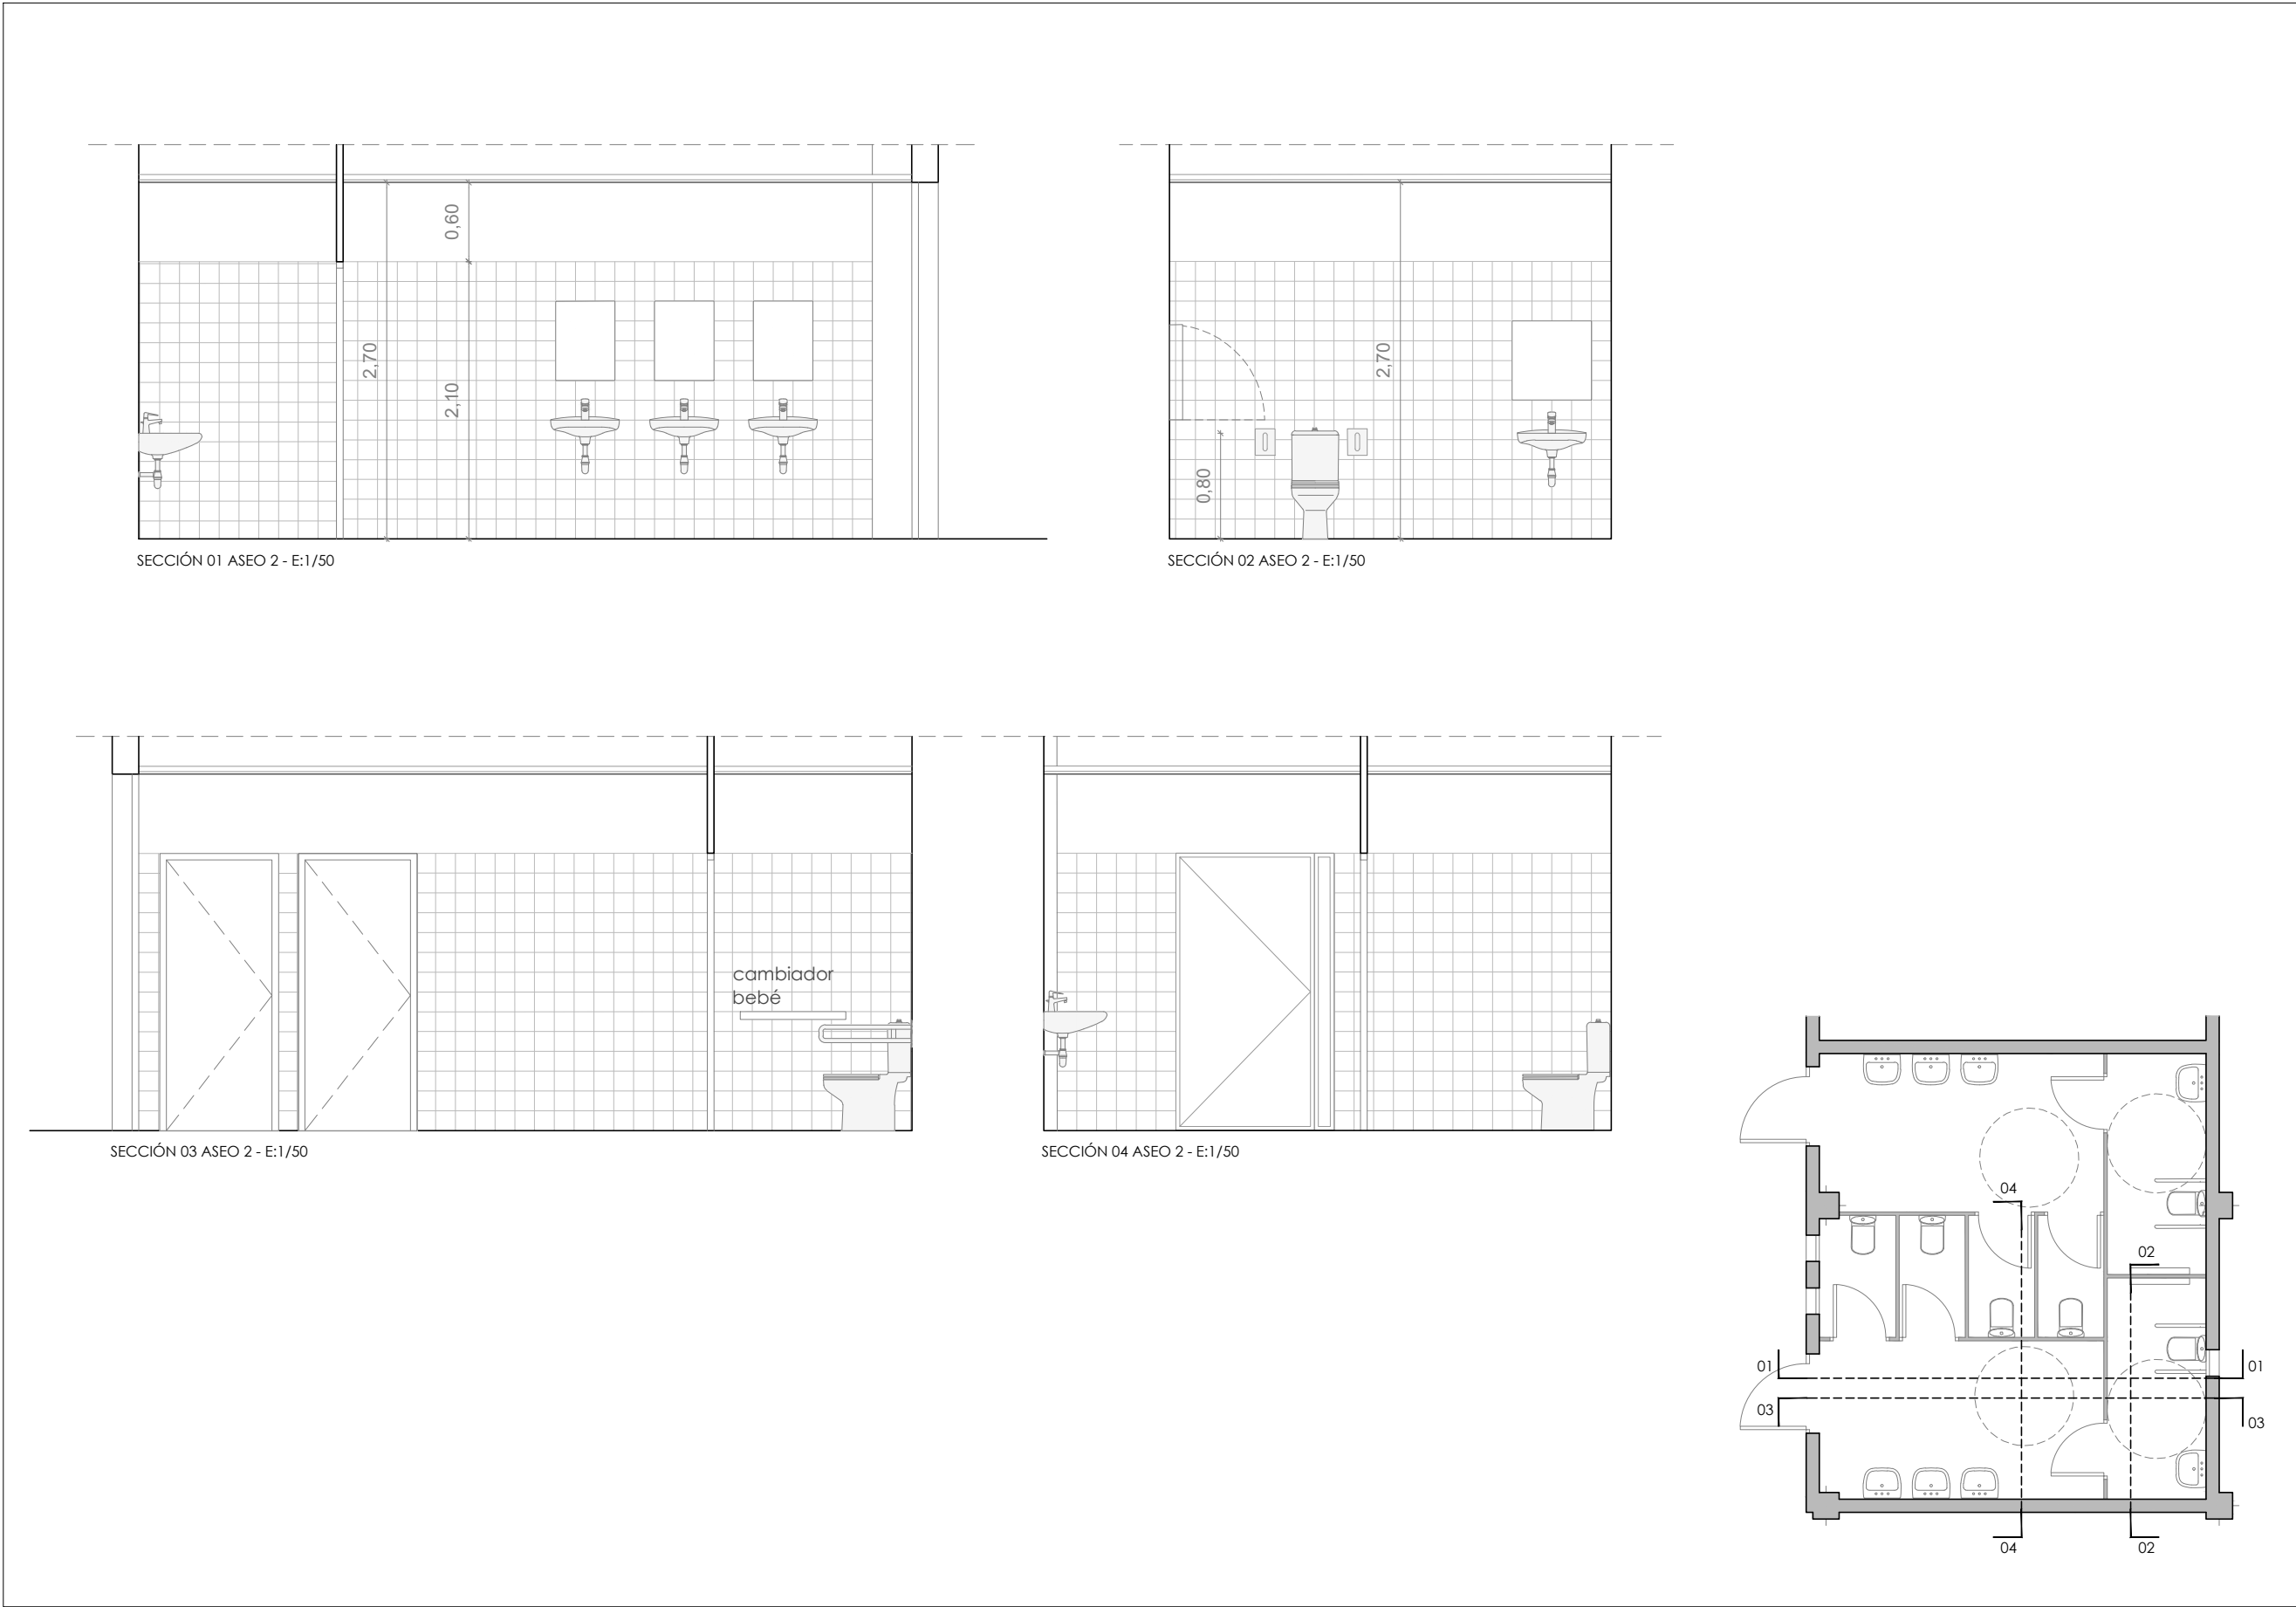 0,60
2,70
2,10
SECCIÓN 01 ASEO 2 - E:1/50
2,70
0,80
SECCIÓN 02 ASEO 2 - E:1/50
cambiador
bebé
SECCIÓN 03 ASEO 2 - E:1/50
SECCIÓN 04 ASEO 2 - E:1/50
04
02
01
01
03
03
04
02